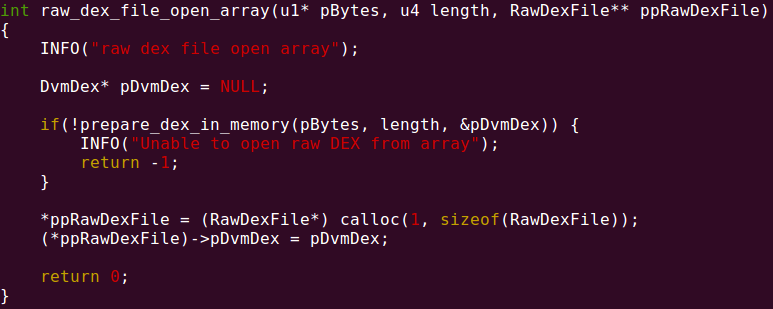 int raw_dex_file_open_array(u1* pBytes, u4 length, RawDexFile** ppRawDexFile)
{
    INFO("raw dex file open array");

    DvmDex* pDvmDex = NULL;

    if(!prepare_dex_in_memory(pBytes, length, &pDvmDex)) {
        INFO("Unable to open raw DEX from array");
        return -1;
    }

    *ppRawDexFile = (RawDexFile*) calloc(1, sizeof(RawDexFile));
    (*ppRawDexFile)->pDvmDex = pDvmDex;

    return 0;
}